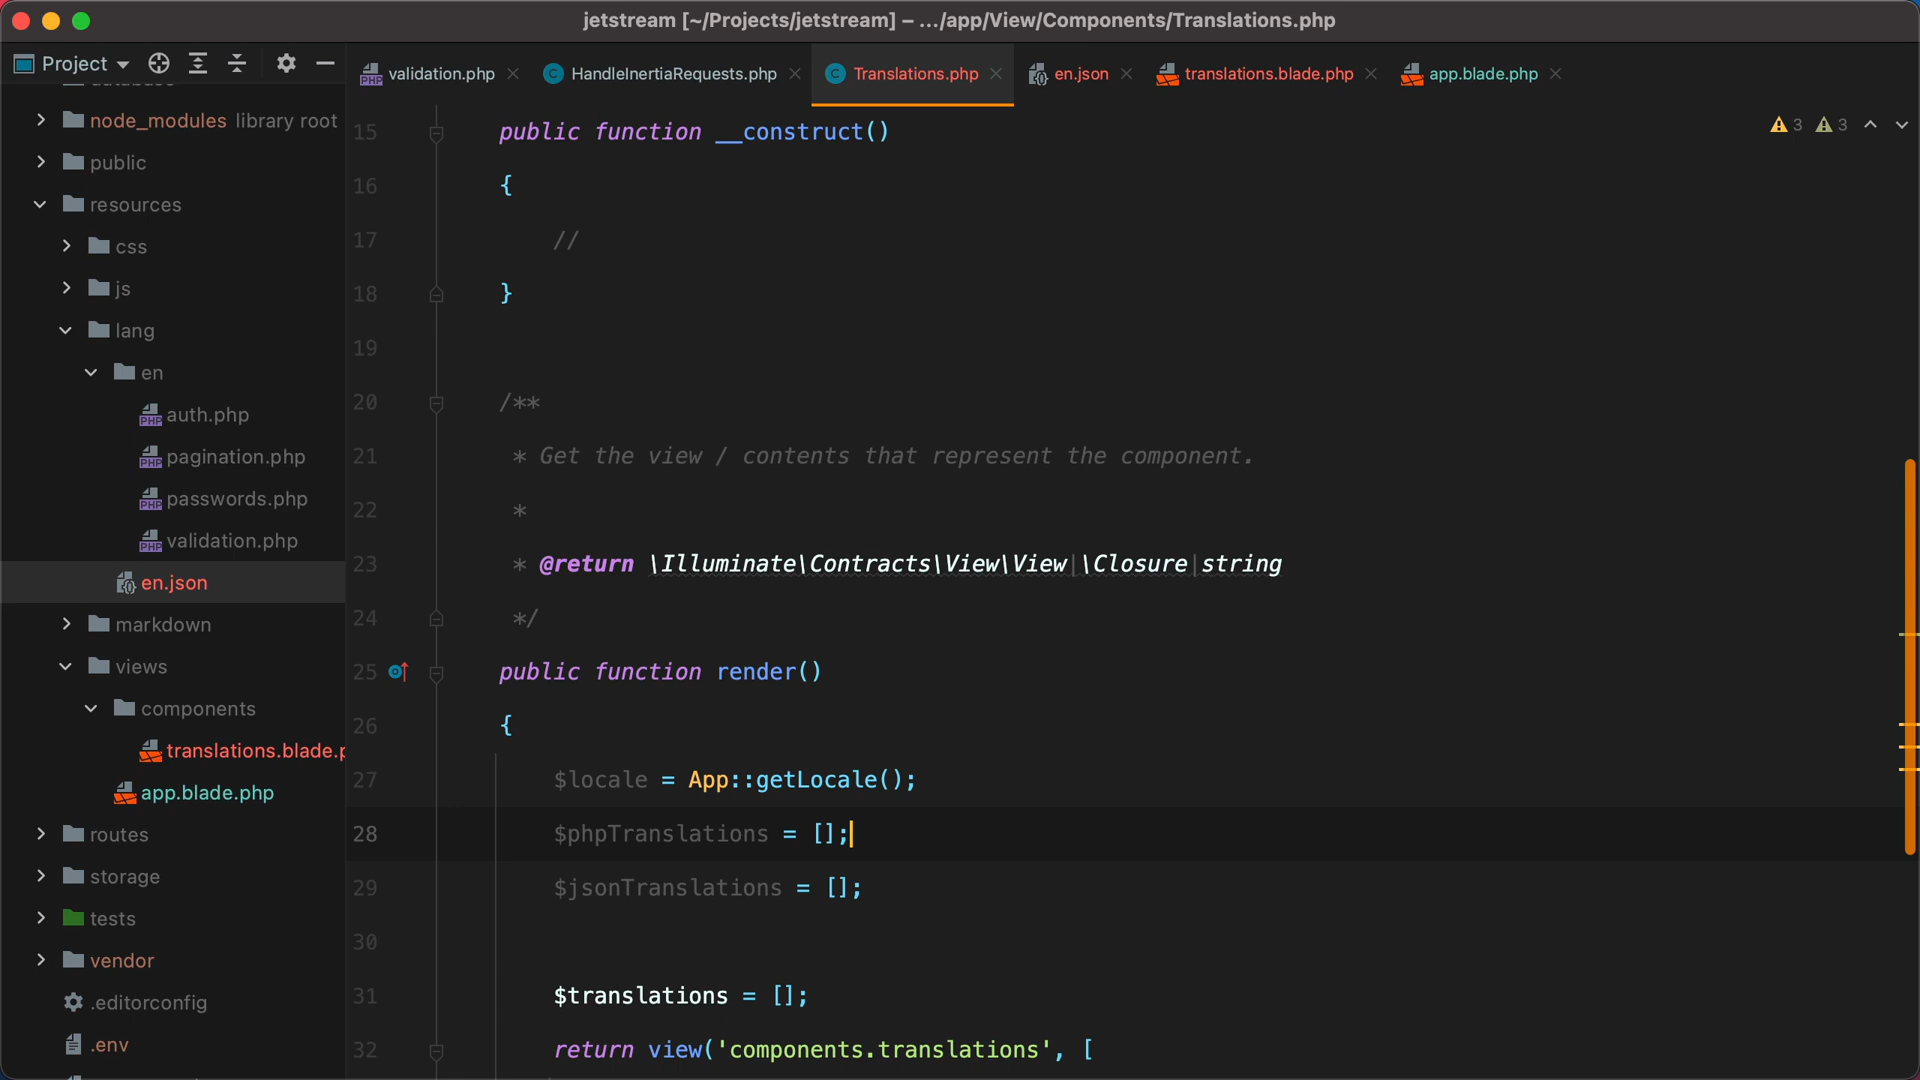 jetstream [~/Projects/jetstream] – .../app/View/Components/Translations.php
Project
validation.php
HandleInertiaRequests.php
Translations.php
en.json
translations.blade.php
app.blade.php
node_modules library root
public
resources
css
js
lang
en
auth.php
pagination.php
passwords.php
validation.php
en.json
markdown
views
components
translations.blade.p
app.blade.php
routes
storage
tests
vendor
.editorconfig
.env
3 3
15 public function __construct()
16 {
17 //
18 }
19
20 /**
21 * Get the view / contents that represent the component.
22 *
23 * @return \Illuminate\Contracts\View\View|\Closure|string
24 */
25 public function render()
26 {
27 $locale = App::getLocale();
28 $phpTranslations = [];
29 $jsonTranslations = [];
30
31 $translations = [];
32 return view('components.translations', [